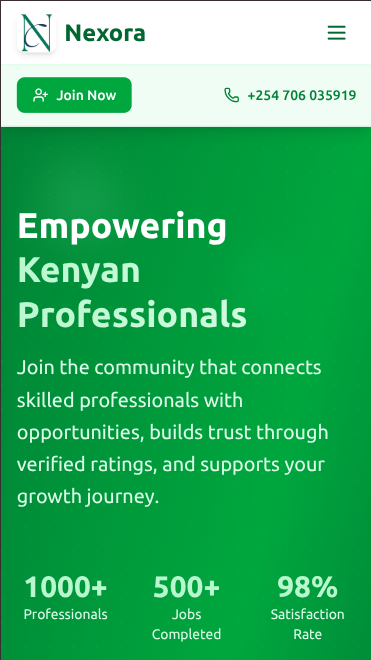 Nexora
Join Now
+254 706 035919
Empowering
Kenyan
Professionals
Join the community that connects
skilled professionals with
opportunities, builds trust through
verified ratings, and supports your
growth journey.
1000+
Professionals
500+
Jobs
Completed
98%
Satisfaction
Rate